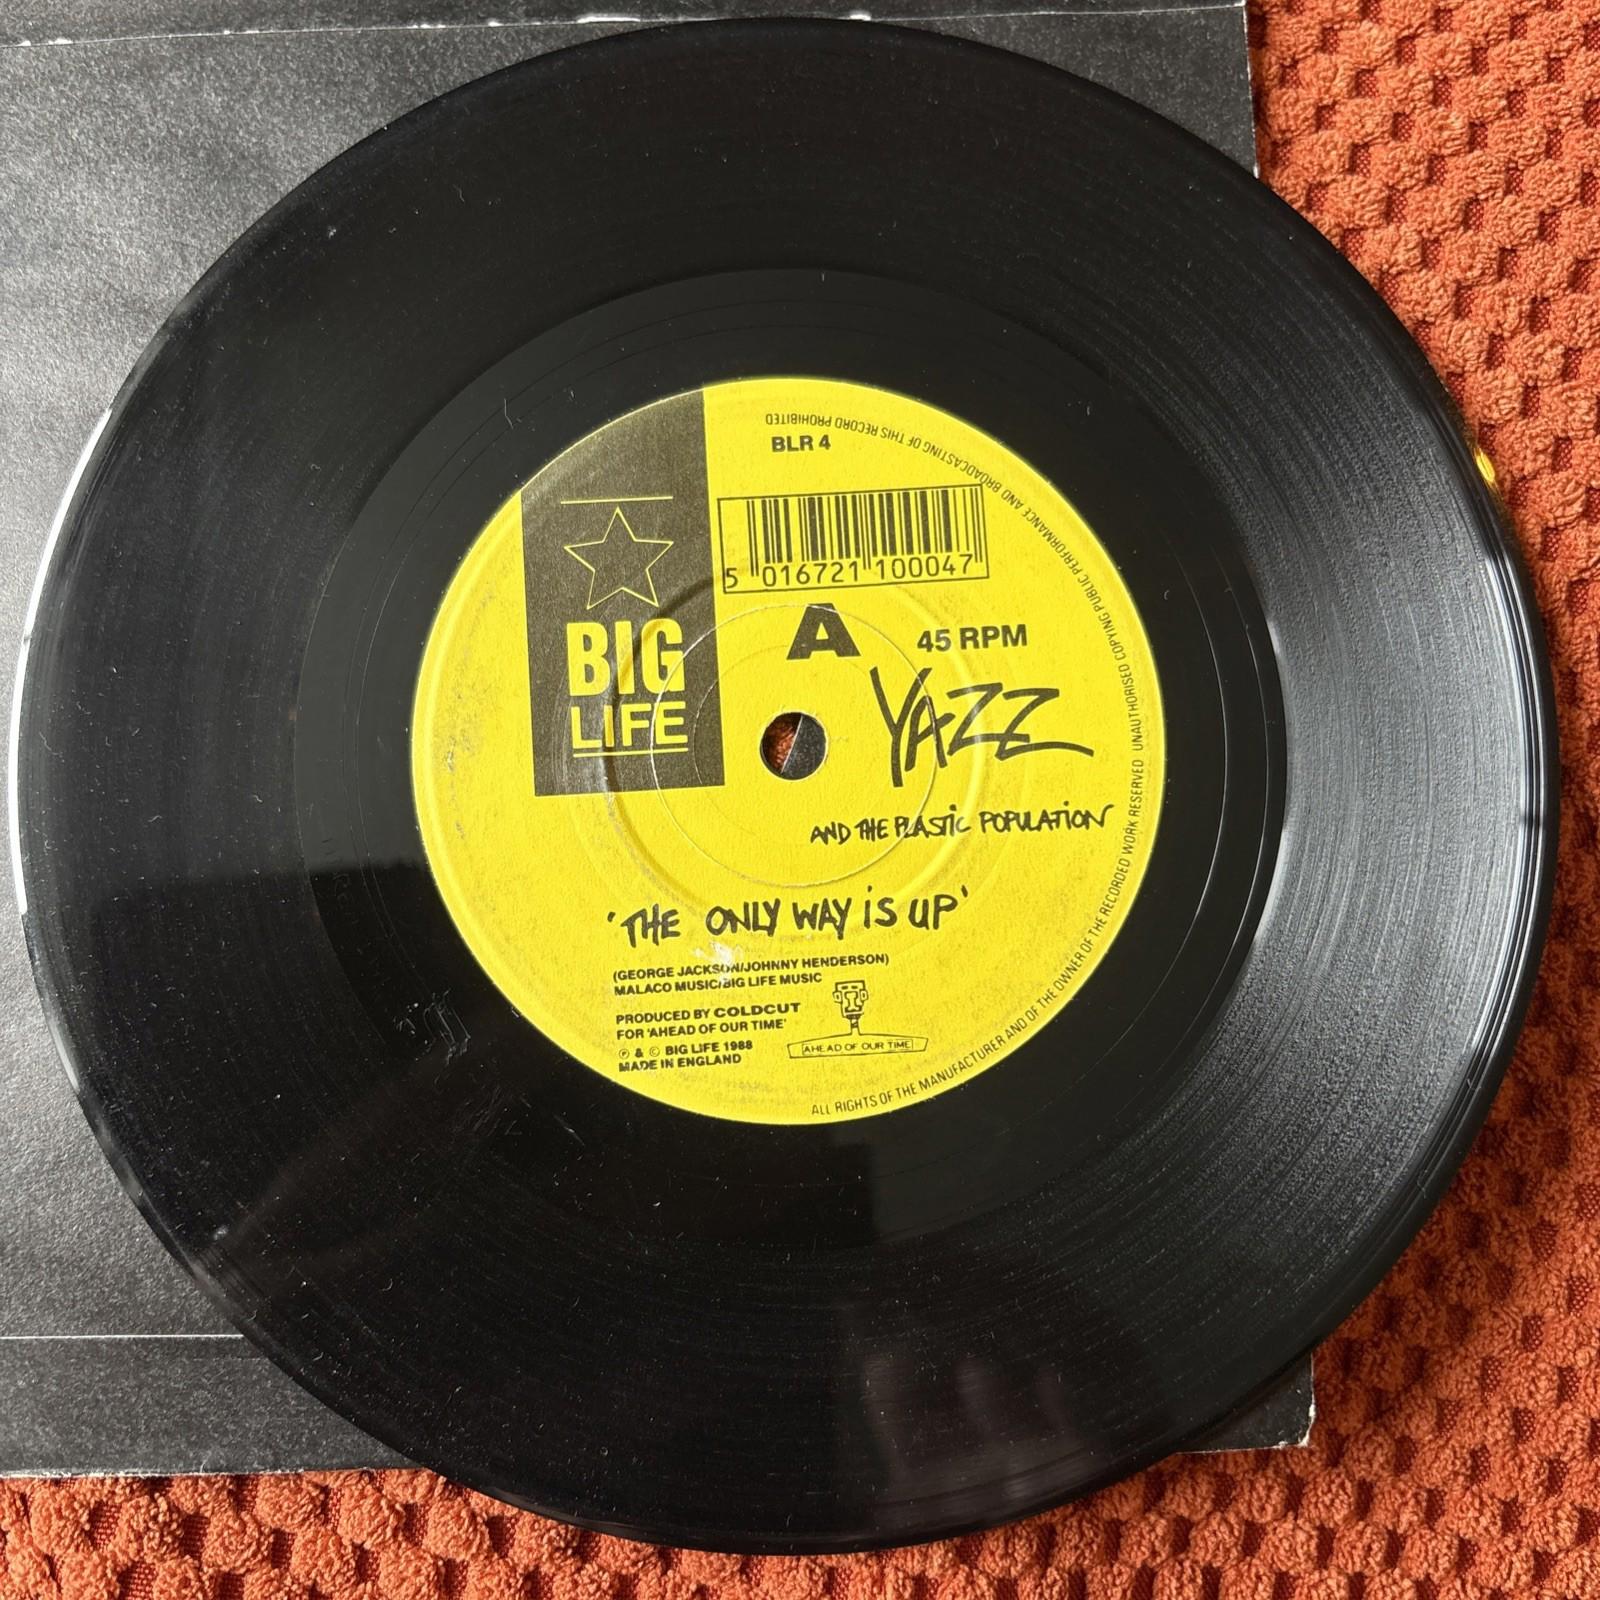 BLR 4
5 016721 100047
A
45 RPM
BIG
LIFE
YAZZ
AND THE PLASTIC POPULATION
'THE ONLY WAY IS UP'
(GEORGE JACKSON/JOHNNY HENDERSON)
MALACO MUSIC/BIG LIFE MUSIC
PRODUCED BY COLDCUT
FOR 'AHEAD OF OUR TIME'
℗ & © BIG LIFE 1988
MADE IN ENGLAND
AHEAD OF OUR TIME
ALL RIGHTS OF THE MANUFACTURER AND OF THE OWNER OF THE RECORDED WORK RESERVED UNAUTHORISED COPYING PUBLIC PERFORMANCE AND BROADCASTING OF THIS RECORD PROHIBITED